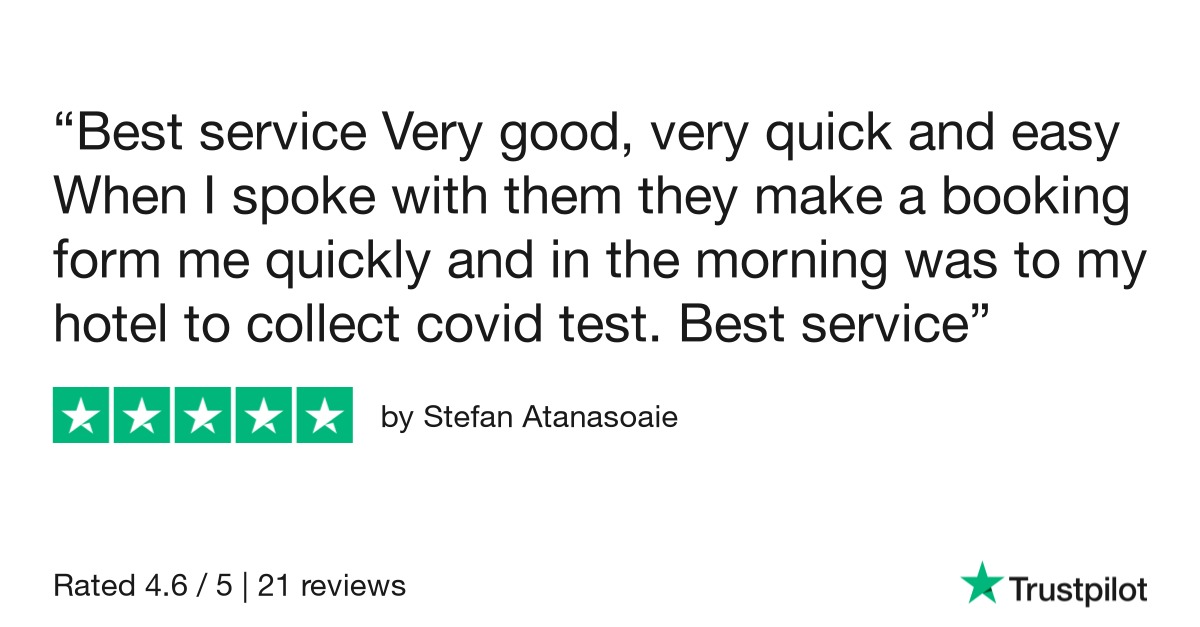 “Best service Very good, very quick and easy
When I spoke with them they make a booking
form me quickly and in the morning was to my
hotel to collect covid test. Best service”
by Stefan Atanasoaie
Rated 4.6 / 5 | 21 reviews
Trustpilot